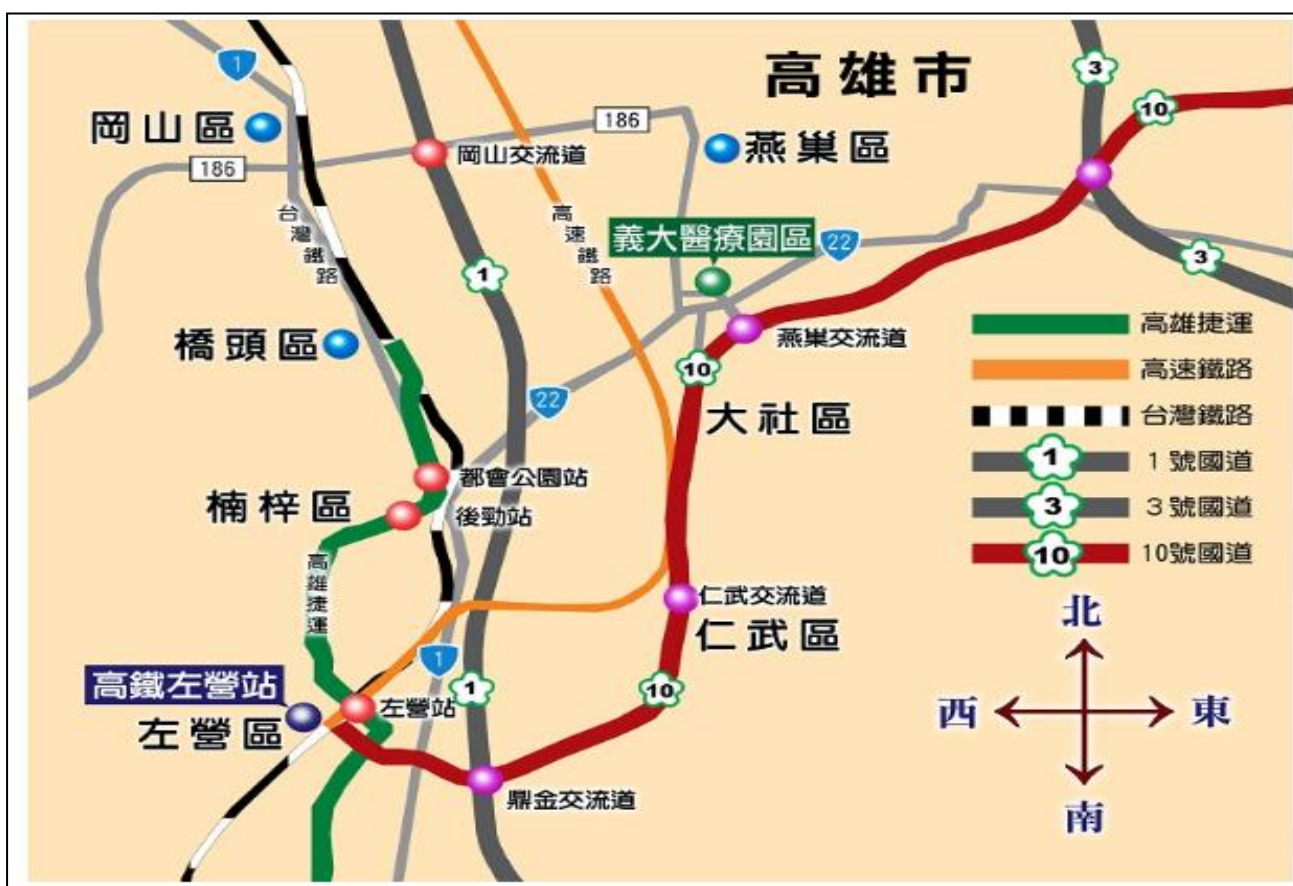 高雄市
1
3
10
岡山區
186
燕巢區
186
岡山交流道
台灣鐵路
高速鐵路
義大醫療園區
22
1
3
高雄捷運
橋頭區
燕巢交流道
高速鐵路
10
22
大社區
台灣鐵路
1
1號國道
都會公園站
楠梓區
後勁站
3
3號國道
高雄捷運
10
10號國道
仁武交流道
仁武區
北
1
高鐵左營站
1
10
左營站
左營區
西
東
鼎金交流道
南